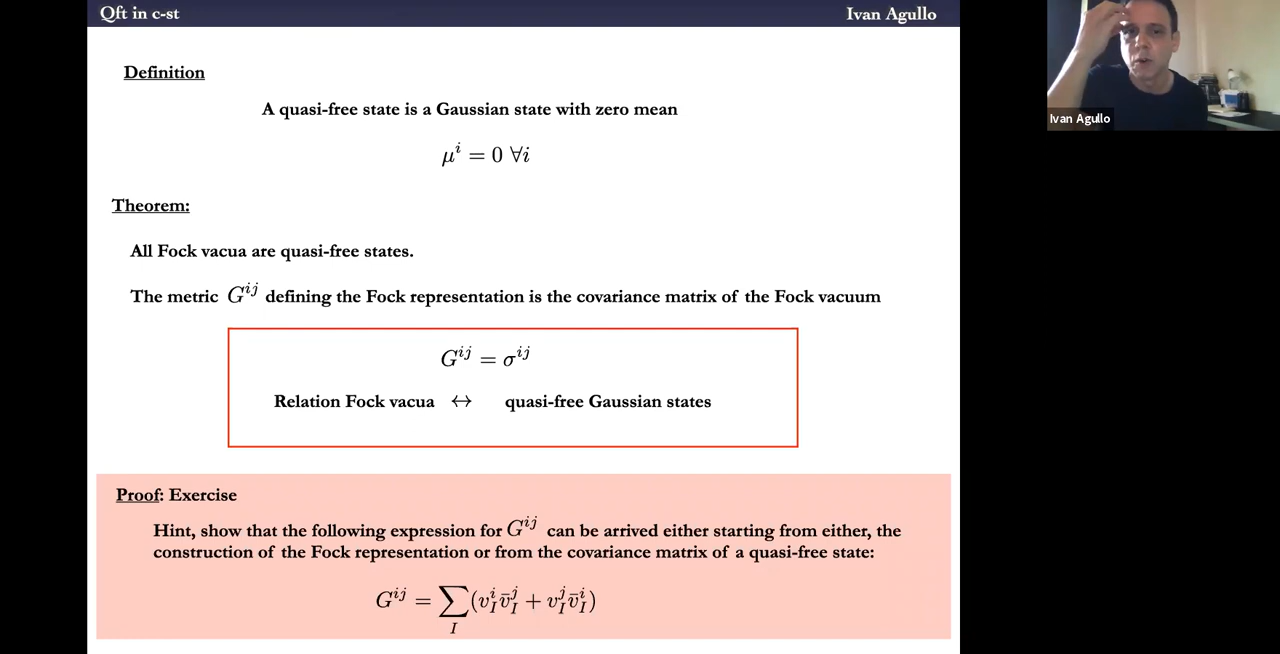 Qft in c-st
Ivan Agullo
Definition
A quasi-free state is a Gaussian state with zero mean
μ^i = 0 ∀i
Theorem:
All Fock vacua are quasi-free states.
The metric G^{ij} defining the Fock representation is the covariance matrix of the Fock vacuum
G^{ij} = σ^{ij}
Relation Fock vacua ↔ quasi-free Gaussian states
Proof: Exercise
Hint, show that the following expression for G^{ij} can be arrived either starting from either, the
construction of the Fock representation or from the covariance matrix of a quasi-free state:
G^{ij} = ∑_I (v_I^i v̄_I^j + v_I^j v̄_I^i)
Ivan Agullo